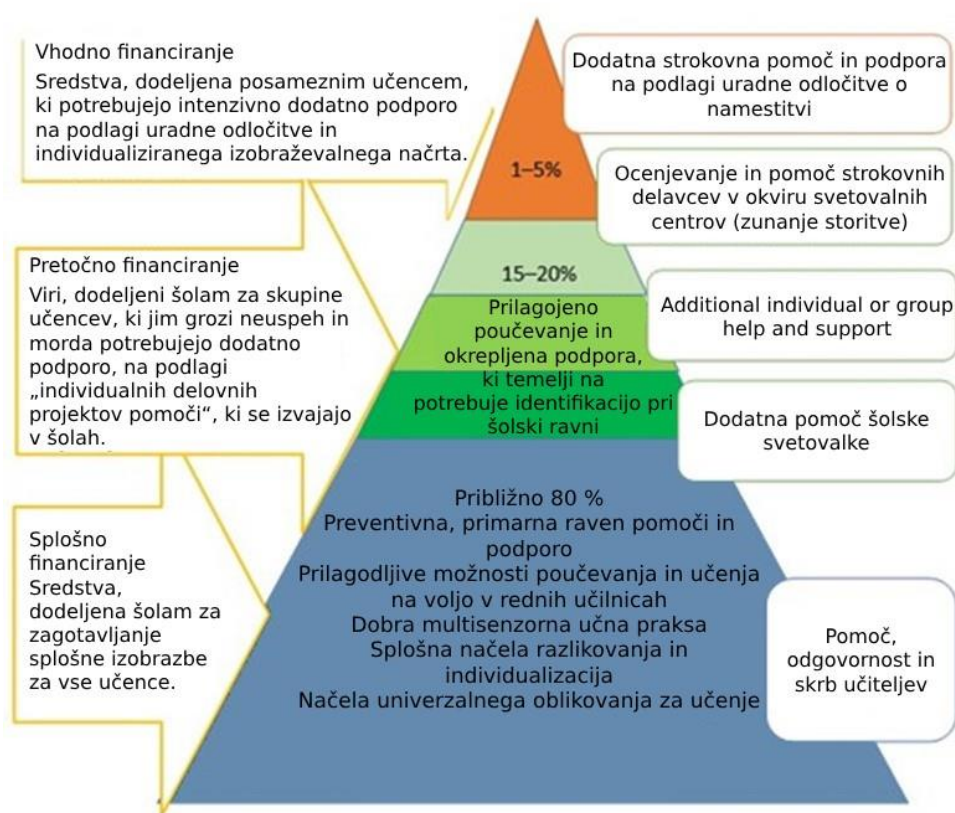 Vhodno financiranje
Sredstva, dodeljena posameznim učencem,
ki potrebujejo intenzivno dodatno podporo
na podlagi uradne odločitve in
individualiziranega izobraževalnega načrta.
Dodatna strokovna pomoč in podpora
na podlagi uradne odločitve o
namestitvi
1–5%
Ocenjevanje in pomoč strokovnih
delavcev v okviru svetovalnih
centrov (zunanje storitve)
Pretočno financiranje
Viri, dodeljeni šolam za skupine
učencev, ki jim grozi neuspeh in
morda potrebujejo dodatno
podporo, na podlagi
„individualnih delovnih
projektov pomoči“, ki se izvajajo
v šolah.
15–20%
Prilagojeno
poučevanje in
okrepljena podpora,
ki temelji na
potrebuje identifikacijo pri
šolski ravni
Additional individual or group
help and support
Dodatna pomoč šolske
svetovalke
Splošno
financiranje
Sredstva,
dodeljena šolam za
zagotavljanje
splošne izobrazbe
za vse učence.
Približno 80 %
Preventivna, primarna raven pomoči in
podporo
Prilagodljive možnosti poučevanja in učenja
na voljo v rednih učilnicah
Dobra multisenzorna učna praksa
Splošna načela razlikovanja in
individualizacija
Načela univerzalnega oblikovanja za učenje
Pomoč,
odgovornost in
skrb učiteljev